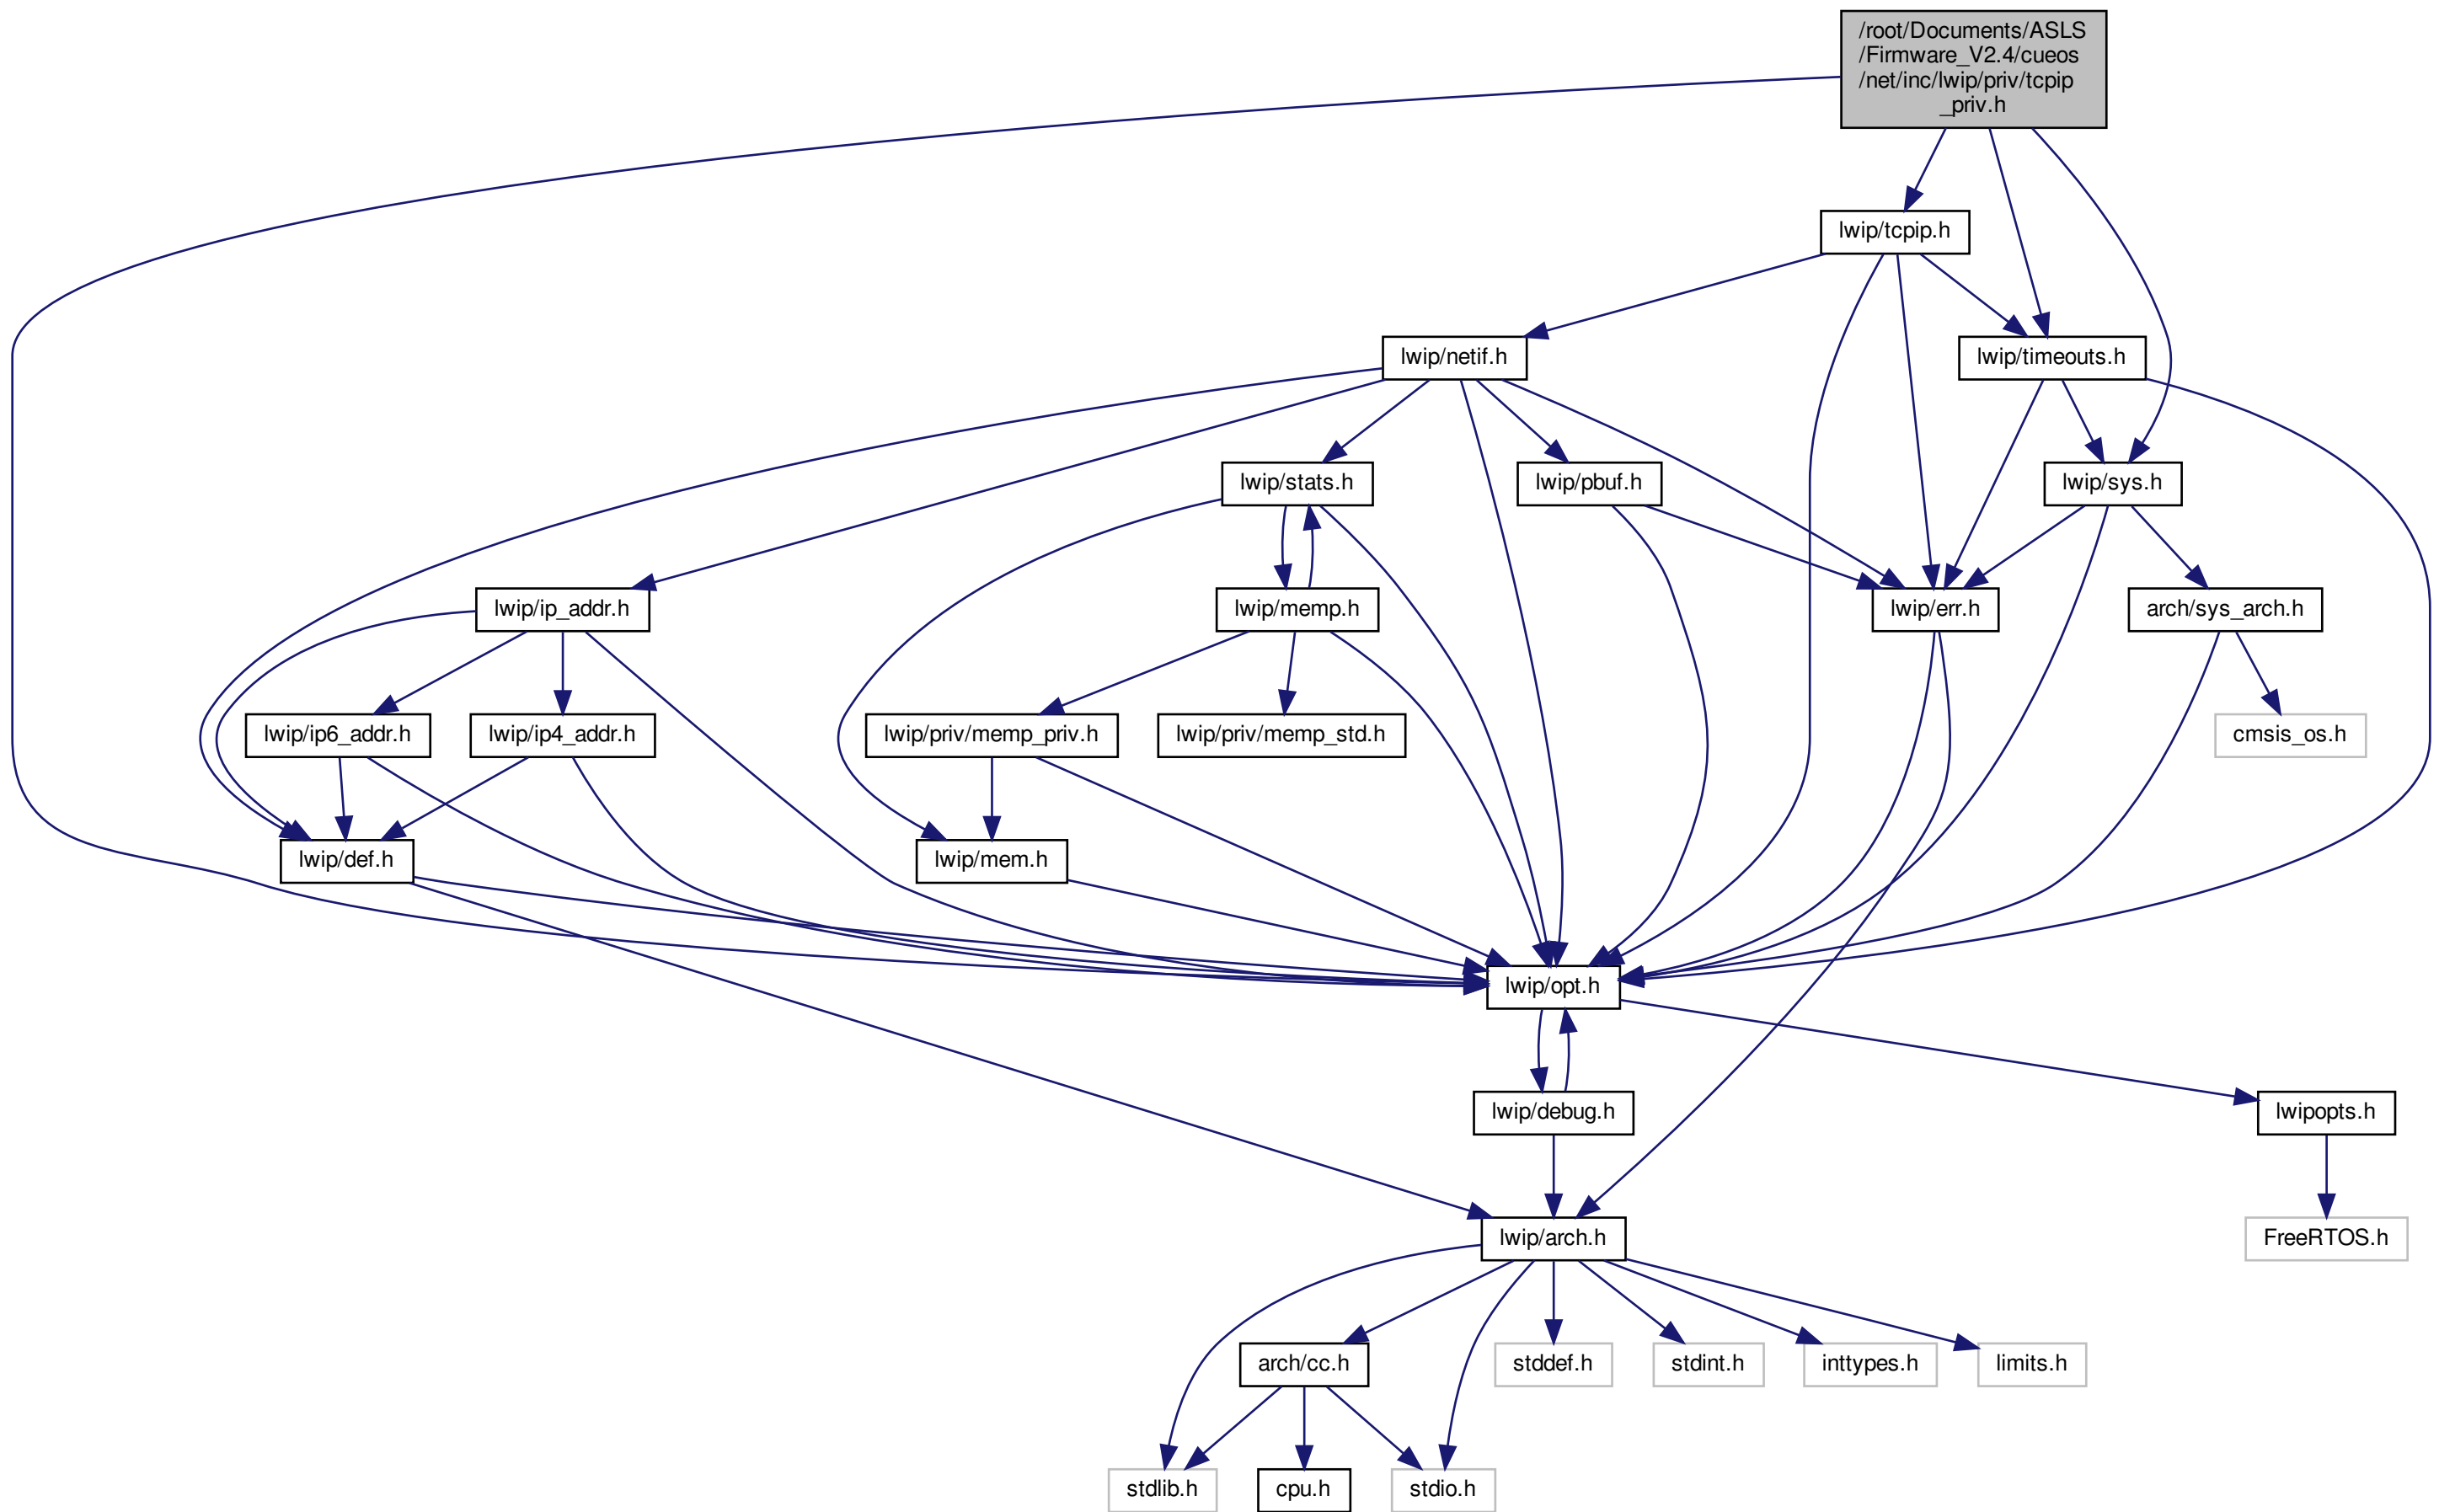 /root/Documents/ASLS
/Firmware_V2.4/cueos
/net/inc/lwip/priv/tcpip
_priv.h
lwip/tcpip.h
lwip/netif.h
lwip/timeouts.h
lwip/stats.h
lwip/pbuf.h
lwip/sys.h
lwip/ip_addr.h
lwip/memp.h
lwip/err.h
arch/sys_arch.h
lwip/ip6_addr.h
lwip/ip4_addr.h
lwip/priv/memp_priv.h
lwip/priv/memp_std.h
cmsis_os.h
lwip/def.h
lwip/mem.h
lwip/opt.h
lwip/debug.h
lwipopts.h
lwip/arch.h
FreeRTOS.h
arch/cc.h
stddef.h
stdint.h
inttypes.h
limits.h
stdlib.h
cpu.h
stdio.h